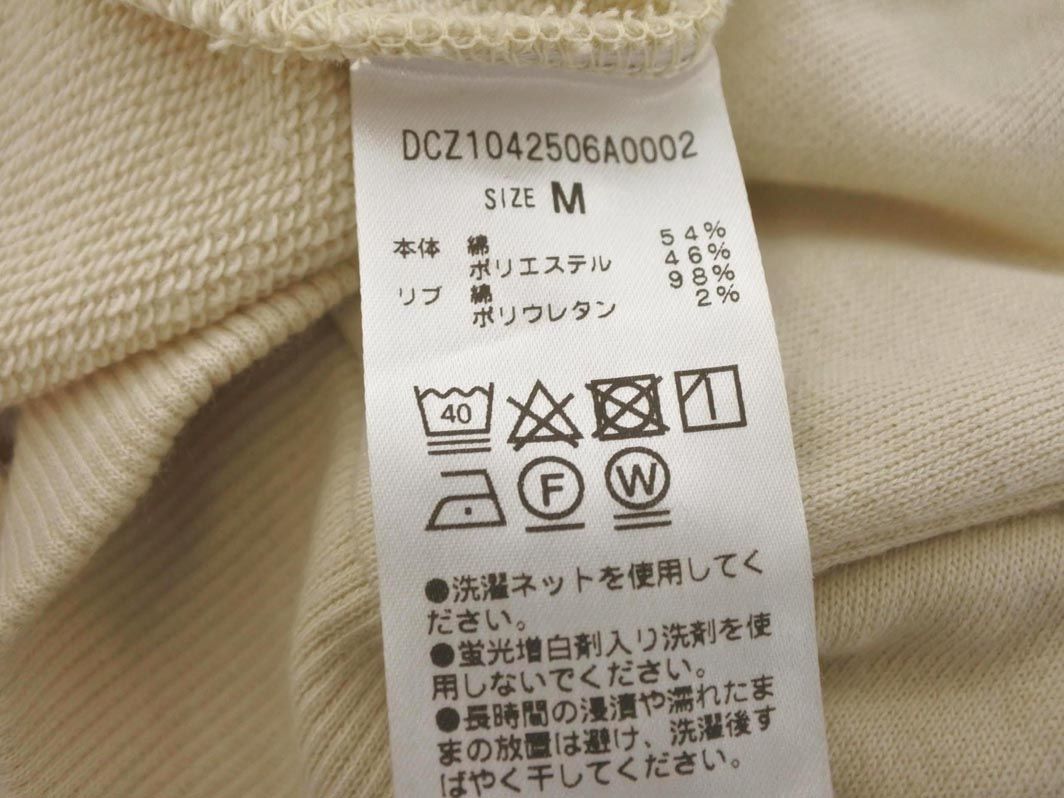 DCZ1042506A0002
SIZE M
本体 綿 54%
ポリエステル 46%
リブ 綿 98%
ポリウレタン 2%
40
F W
●洗濯ネットを使用してく
ださい。
●蛍光増白剤入り洗剤を使
用しないでください。
●長時間の浸漬や濡れたま
まの放置は避け、洗濯後す
ばやく干してください。